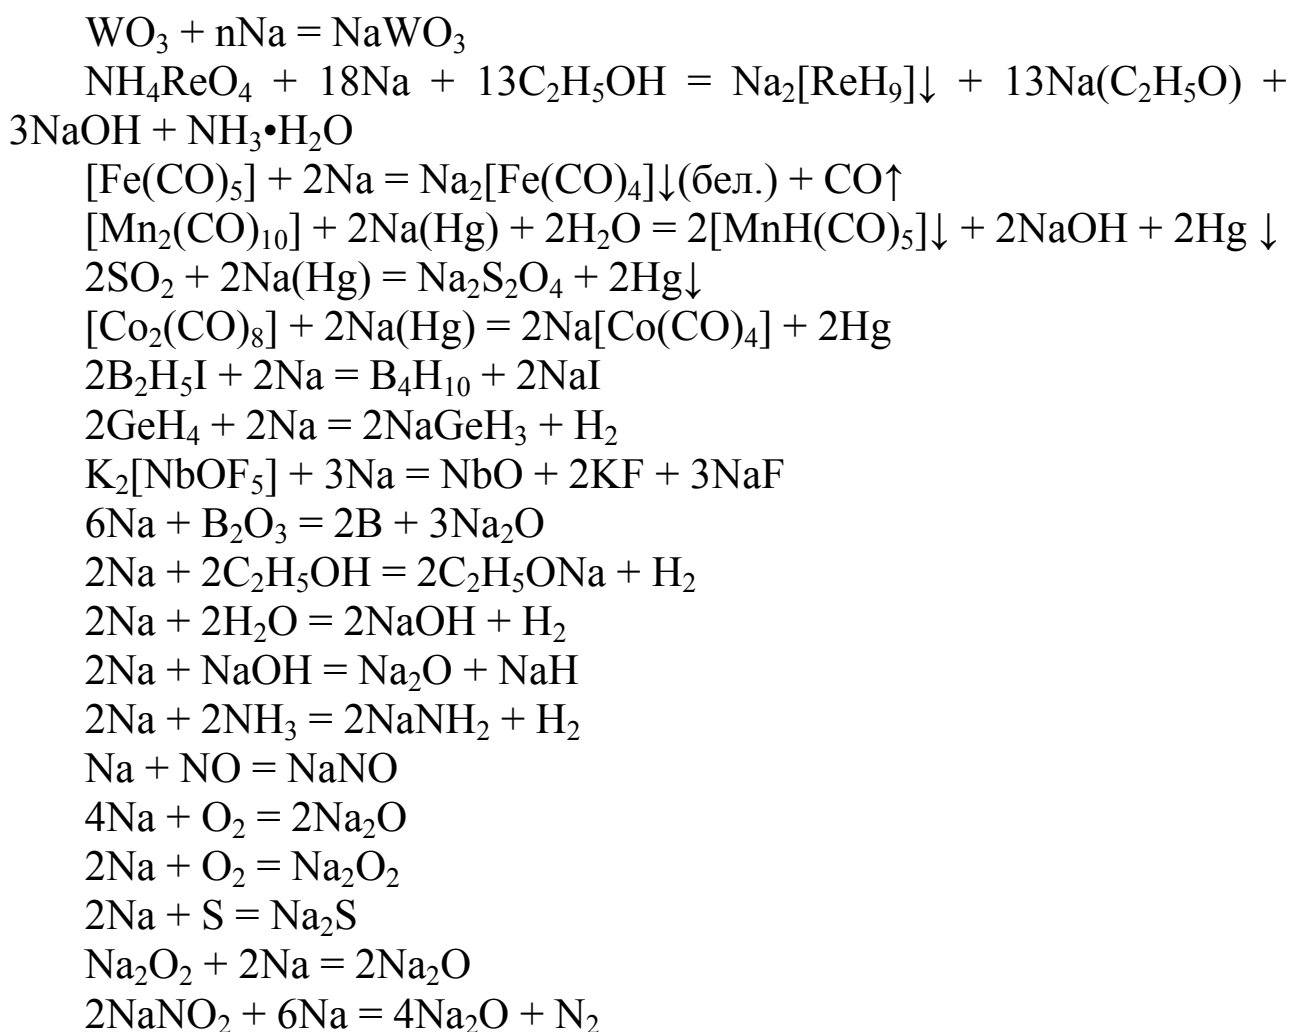 WO₃ + nNa = NaWO₃
NH₄ReO₄ + 18Na + 13C₂H₅OH = Na₂[ReH₉]↓ + 13Na(C₂H₅O) +
3NaOH + NH₃•H₂O
[Fe(CO)₅] + 2Na = Na₂[Fe(CO)₄]↓(бел.) + CO↑
[Mn₂(CO)₁₀] + 2Na(Hg) + 2H₂O = 2[MnH(CO)₅]↓ + 2NaOH + 2Hg ↓
2SO₂ + 2Na(Hg) = Na₂S₂O₄ + 2Hg↓
[Co₂(CO)₈] + 2Na(Hg) = 2Na[Co(CO)₄] + 2Hg
2B₂H₅I + 2Na = B₄H₁₀ + 2NaI
2GeH₄ + 2Na = 2NaGeH₃ + H₂
K₂[NbOF₅] + 3Na = NbO + 2KF + 3NaF
6Na + B₂O₃ = 2B + 3Na₂O
2Na + 2C₂H₅OH = 2C₂H₅ONa + H₂
2Na + 2H₂O = 2NaOH + H₂
2Na + NaOH = Na₂O + NaH
2Na + 2NH₃ = 2NaNH₂ + H₂
Na + NO = NaNO
4Na + O₂ = 2Na₂O
2Na + O₂ = Na₂O₂
2Na + S = Na₂S
Na₂O₂ + 2Na = 2Na₂O
2NaNO₂ + 6Na = 4Na₂O + N₂